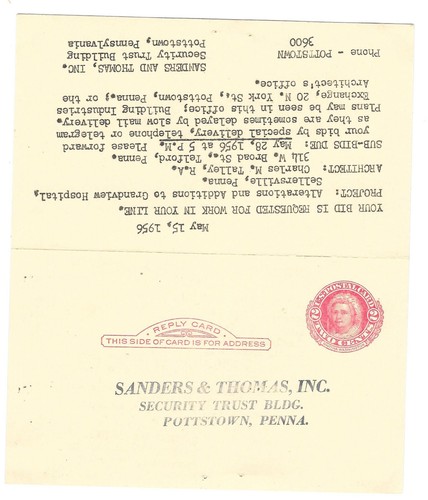 May 15, 1956
YOUR BID IS REQUESTED FOR WORK IN YOUR LINE.
PROJECT: Alterations and Additions to Grandview Hospital,
Sellersville, Penna.
ARCHITECT: Charles M. Talley, R.A.
314 W. Broad St., Telford, Penna.
SUB-BIDS DUE: May 28, 1956 at 5 P.M. Please forward
your bids by special delivery, telephone or telegram
as they are sometimes delayed by slow mail delivery.
Plans may be seen in this office; Building Industries
Exchange, 20 N. York St., Pottstown, Penna. or the
Architect's office.
SANDERS AND THOMAS, INC.
Security Trust Building
Pottstown, Pennsylvania
Phone - POTTSTOWN
3600
U.S. POSTAL CARD
REPLY CARD
THIS SIDE OF CARD IS FOR ADDRESS
SANDERS & THOMAS, INC.
SECURITY TRUST BLDG.
POTTSTOWN, PENNA.